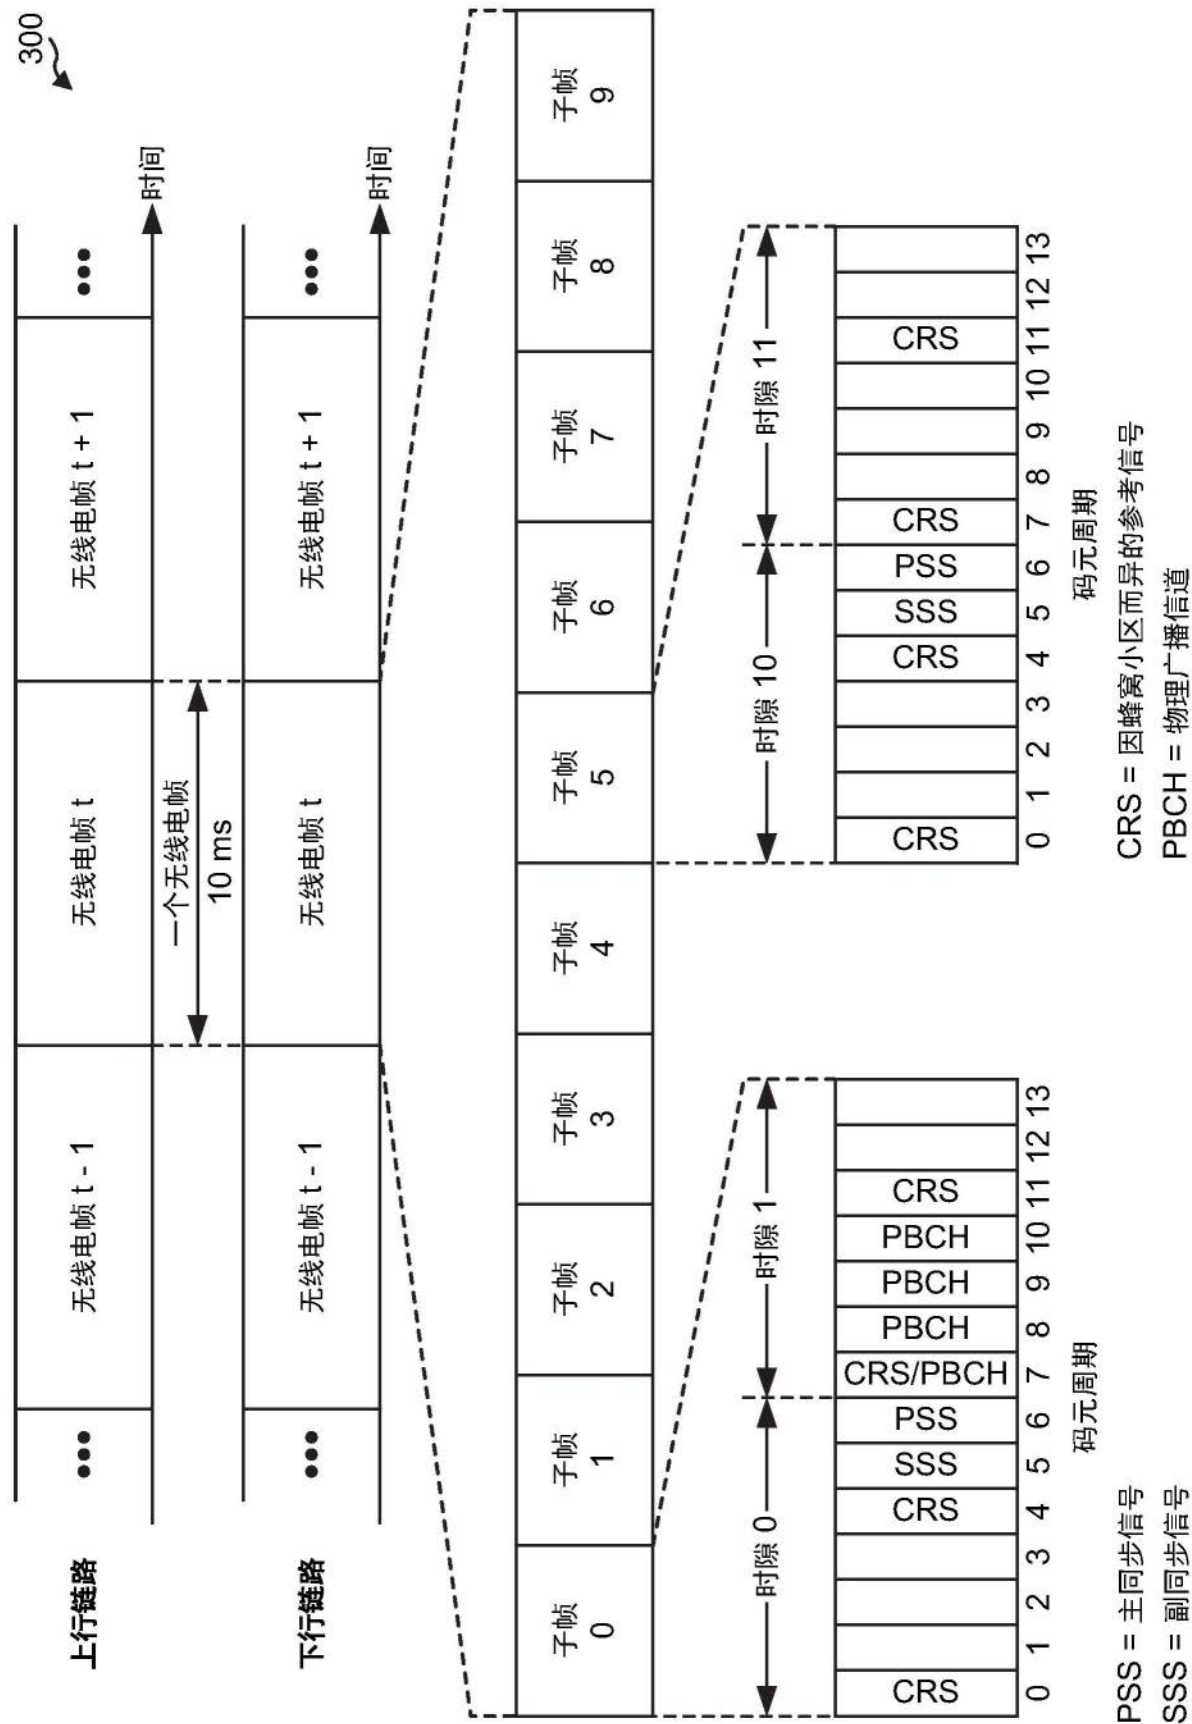 300
上行链路
••• 无线电帧 t - 1 无线电帧 t 无线电帧 t + 1 •••
时间
一个无线电帧
10 ms
下行链路
••• 无线电帧 t - 1 无线电帧 t 无线电帧 t + 1 •••
时间
子帧 子帧 子帧 子帧 子帧 子帧 子帧 子帧 子帧 子帧
0 1 2 3 4 5 6 7 8 9
时隙 0 时隙 1
CRS CRS SSS PSS CRS/PBCH PBCH PBCH PBCH CRS
0 1 2 3 4 5 6 7 8 9 10 11 12 13
码元周期
时隙 10 时隙 11
CRS CRS SSS PSS CRS CRS
0 1 2 3 4 5 6 7 8 9 10 11 12 13
码元周期
PSS = 主同步信号
SSS = 副同步信号
CRS = 因蜂窝小区而异的参考信号
PBCH = 物理广播信道